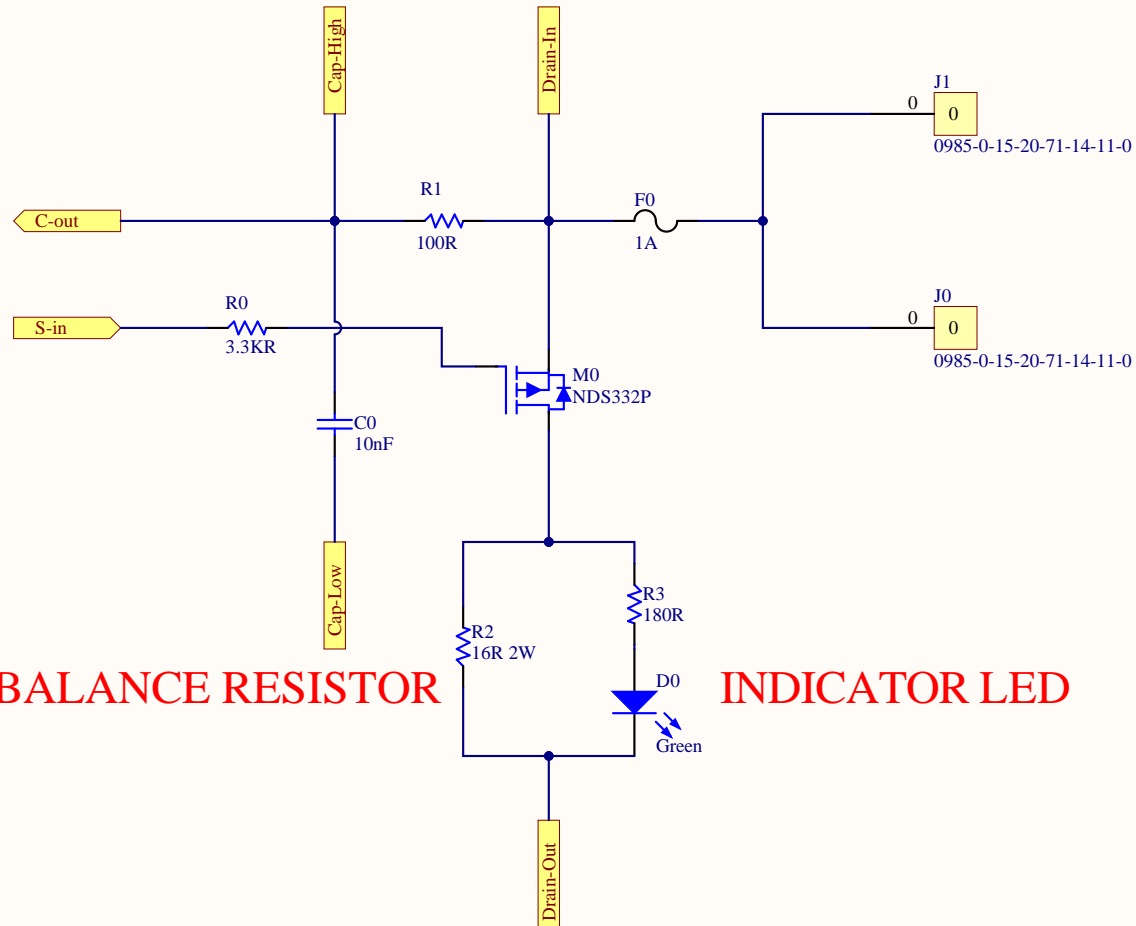 Cap-High
Drain-In
J1
0
0
0985-0-15-20-71-14-11-0
R1
F0
C-out
100R
1A
J0
R0
0
0
S-in
3.3KR
0985-0-15-20-71-14-11-0
M0
NDS332P
C0
10nF
Cap-Low
R3
180R
R2
16R 2W
BALANCE RESISTOR
D0
INDICATOR LED
Green
Drain-Out